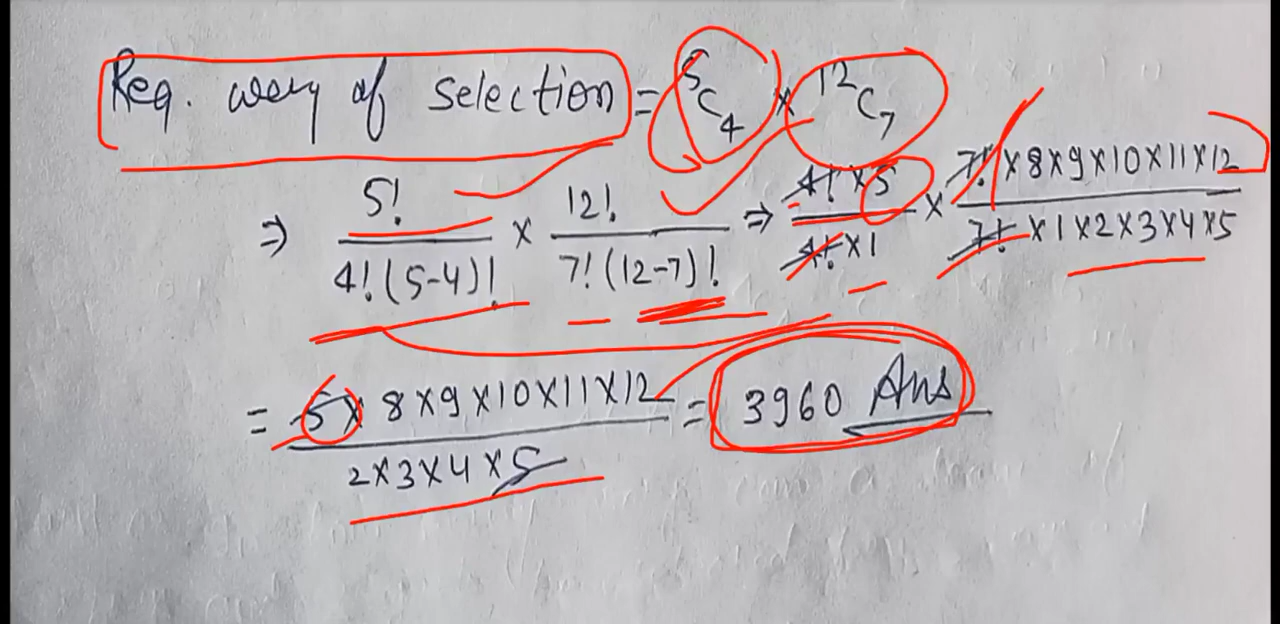 Req. way of selection = ⁵C₄ × ¹²C₇
⇒ 5!/4!(5-4)! × 12!/7!(12-7)! ⇒ 4!×5/4!×1 × 7!×8×9×10×11×12/7!×1×2×3×4×5
= 5×8×9×10×11×12/2×3×4×5 = 3960 Ans